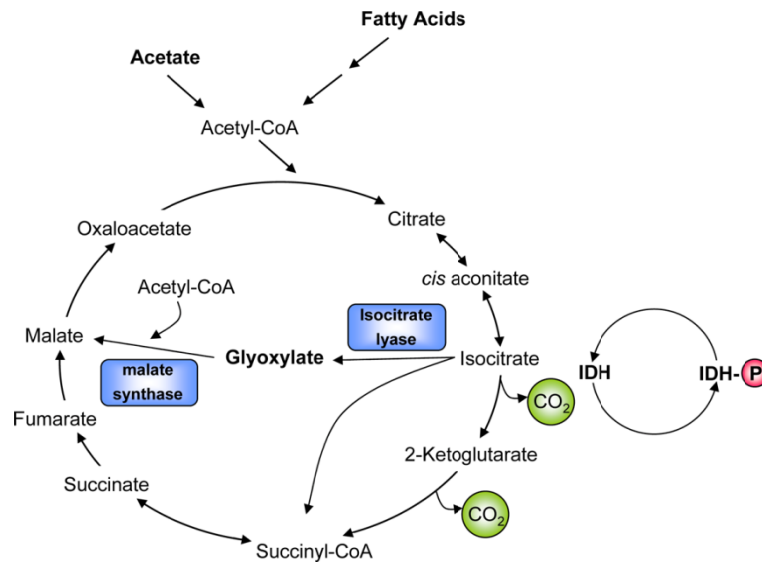 Fatty Acids
Acetate
Acetyl-CoA
Oxaloacetate
Citrate
cis aconitate
Acetyl-CoA
Isocitrate
lyase
Malate
Glyoxylate
Isocitrate
IDH
IDH-P
malate
synthase
CO2
Fumarate
2-Ketoglutarate
Succinate
CO2
Succinyl-CoA